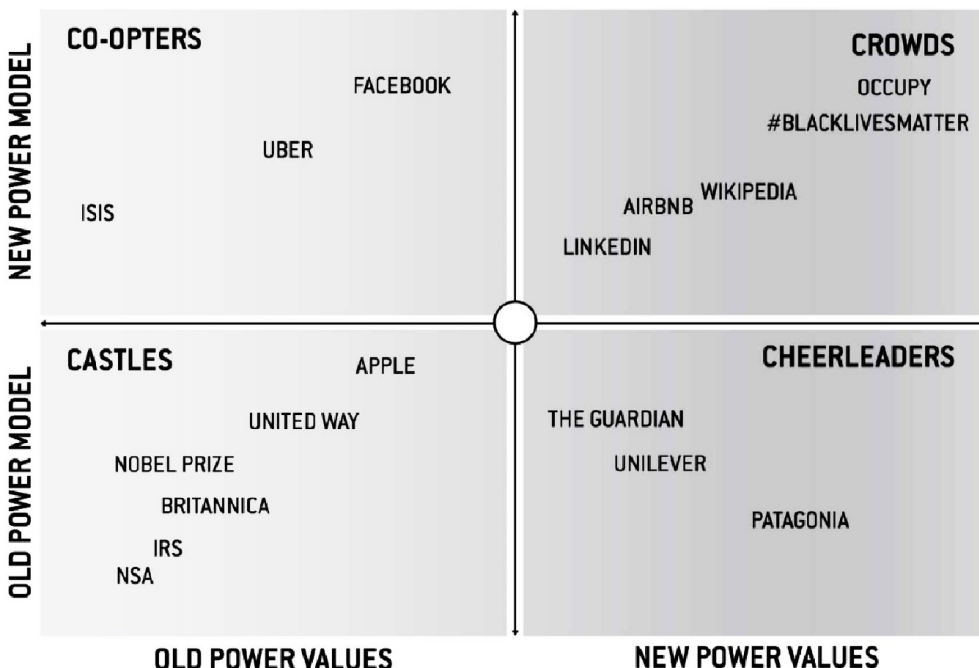 CO-OPTERS
FACEBOOK
UBER
ISIS
CROWDS
OCCUPY
#BLACKLIVESMATTER
WIKIPEDIA
AIRBNB
LINKEDIN
NEW POWER MODEL
CASTLES
APPLE
UNITED WAY
NOBEL PRIZE
BRITANNICA
IRS
NSA
CHEERLEADERS
THE GUARDIAN
UNILEVER
PATAGONIA
OLD POWER MODEL
OLD POWER VALUES
NEW POWER VALUES